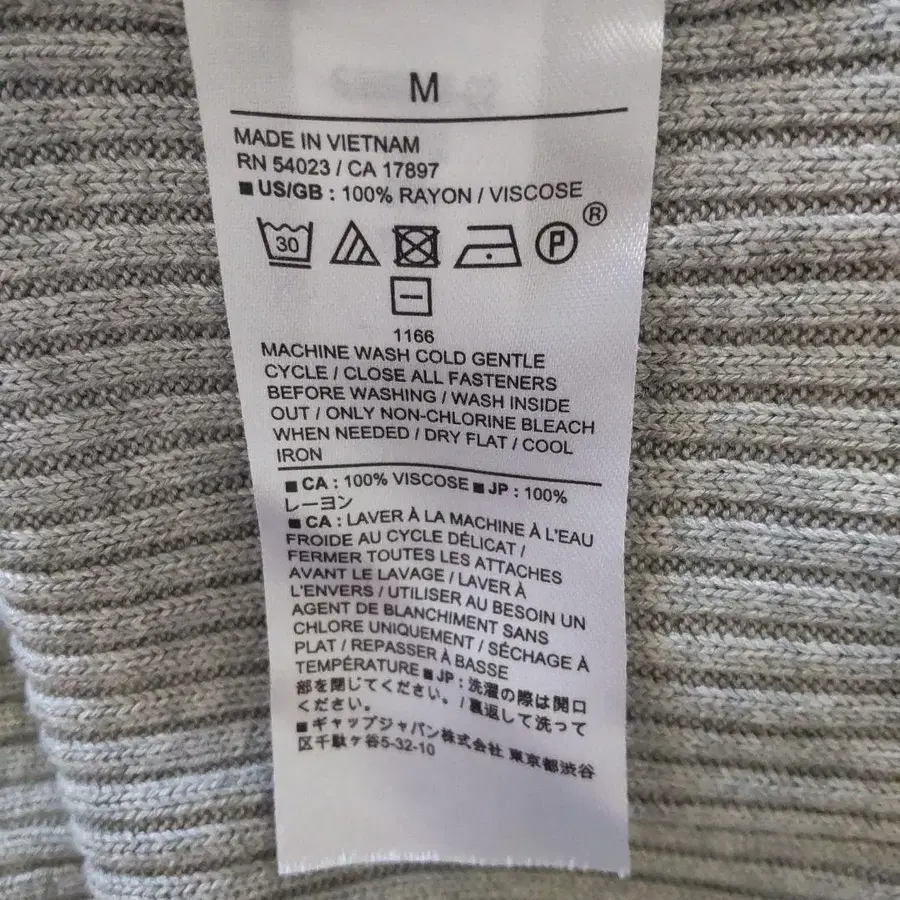 M
MADE IN VIETNAM
RN 54023 / CA 17897
■ US/GB : 100% RAYON / VISCOSE
30 P ®
1166
MACHINE WASH COLD GENTLE
CYCLE / CLOSE ALL FASTENERS
BEFORE WASHING / WASH INSIDE
OUT / ONLY NON-CHLORINE BLEACH
WHEN NEEDED / DRY FLAT / COOL
IRON
■ CA : 100% VISCOSE ■ JP : 100%
レーヨン
■ CA : LAVER À LA MACHINE À L'EAU
FROIDE AU CYCLE DÉLICAT /
FERMER TOUTES LES ATTACHES
AVANT LE LAVAGE / LAVER À
L'ENVERS / UTILISER AU BESOIN UN
AGENT DE BLANCHIMENT SANS
CHLORE UNIQUEMENT / SÉCHAGE À
PLAT / REPASSER À BASSE
TEMPÉRATURE ■ JP : 洗濯の際は開口
部を閉じてください。/ 裏返して洗って
ください。
■ ギャップジャパン株式会社 東京都渋谷
区千駄ヶ谷5-32-10